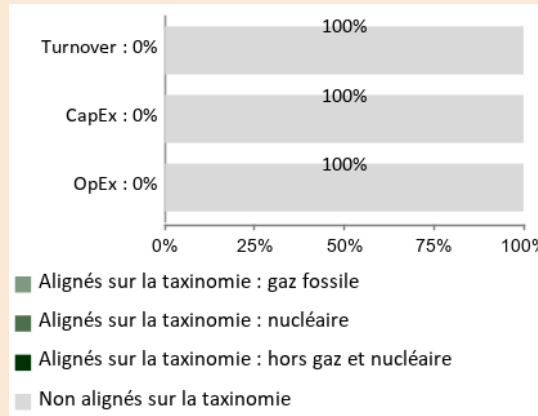 100%
Turnover : 0%
100%
CapEx : 0%
100%
OpEx : 0%
0% 25% 50% 75% 100%
Alignés sur la taxinomie : gaz fossile
Alignés sur la taxinomie : nucléaire
Alignés sur la taxinomie : hors gaz et nucléaire
Non alignés sur la taxinomie